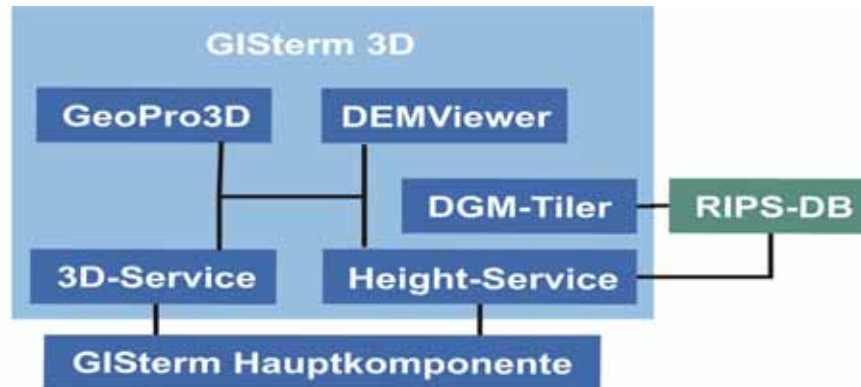 GISterm 3D
GeoPro3D
DEMViewer
DGM-Tiler
RIPS-DB
3D-Service
Height-Service
GISterm Hauptkomponente